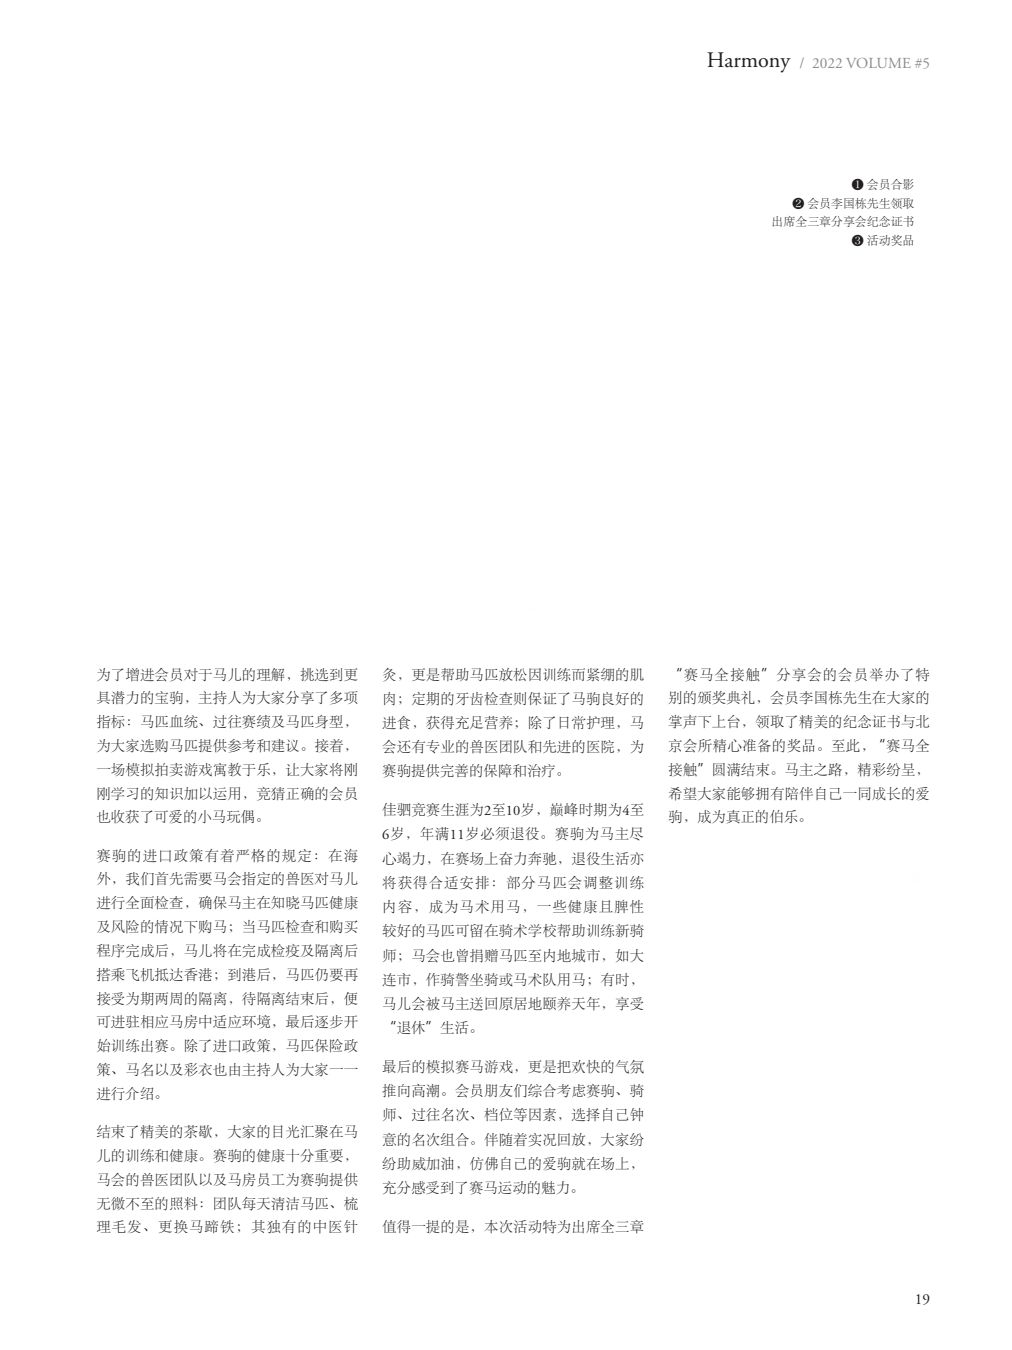 Harmony / 2022 VOLUME #5
❶ 会员合影
❷ 会员李国栋先生领取
出席全三章分享会纪念证书
❸ 活动奖品
为了增进会员对于马儿的理解，挑选到更
具潜力的宝驹，主持人为大家分享了多项
指标：马匹血统、过往赛绩及马匹身型，
为大家选购马匹提供参考和建议。接着，
一场模拟拍卖游戏寓教于乐，让大家将刚
刚学习的知识加以运用，竞猜正确的会员
也收获了可爱的小马玩偶。
赛驹的进口政策有着严格的规定：在海
外，我们首先需要马会指定的兽医对马儿
进行全面检查，确保马主在知晓马匹健康
及风险的情况下购马；当马匹检查和购买
程序完成后，马儿将在完成检疫及隔离后
搭乘飞机抵达香港；到港后，马匹仍要再
接受为期两周的隔离，待隔离结束后，便
可进驻相应马房中适应环境，最后逐步开
始训练出赛。除了进口政策，马匹保险政
策、马名以及彩衣也由主持人为大家一一
进行介绍。
结束了精美的茶歇，大家的目光汇聚在马
儿的训练和健康。赛驹的健康十分重要，
马会的兽医团队以及马房员工为赛驹提供
无微不至的照料：团队每天清洁马匹、梳
理毛发、更换马蹄铁；其独有的中医针
灸，更是帮助马匹放松因训练而紧绷的肌
肉；定期的牙齿检查则保证了马驹良好的
进食，获得充足营养；除了日常护理，马
会还有专业的兽医团队和先进的医院，为
赛驹提供完善的保障和治疗。
佳驷竞赛生涯为2至10岁，巅峰时期为4至
6岁，年满11岁必须退役。赛驹为马主尽
心竭力，在赛场上奋力奔驰，退役生活亦
将获得合适安排：部分马匹会调整训练
内容，成为马术用马，一些健康且脾性
较好的马匹可留在骑术学校帮助训练新骑
师；马会也曾捐赠马匹至内地城市，如大
连市，作骑警坐骑或马术队用马；有时，
马儿会被马主送回原居地颐养天年，享受
“退休”生活。
最后的模拟赛马游戏，更是把欢快的气氛
推向高潮。会员朋友们综合考虑赛驹、骑
师、过往名次、档位等因素，选择自己钟
意的名次组合。伴随着实况回放，大家纷
纷助威加油，仿佛自己的爱驹就在场上，
充分感受到了赛马运动的魅力。
值得一提的是，本次活动特为出席全三章
“赛马全接触”分享会的会员举办了特
别的颁奖典礼，会员李国栋先生在大家的
掌声下上台，领取了精美的纪念证书与北
京会所精心准备的奖品。至此，“赛马全
接触”圆满结束。马主之路，精彩纷呈，
希望大家能够拥有陪伴自己一同成长的爱
驹，成为真正的伯乐。
19